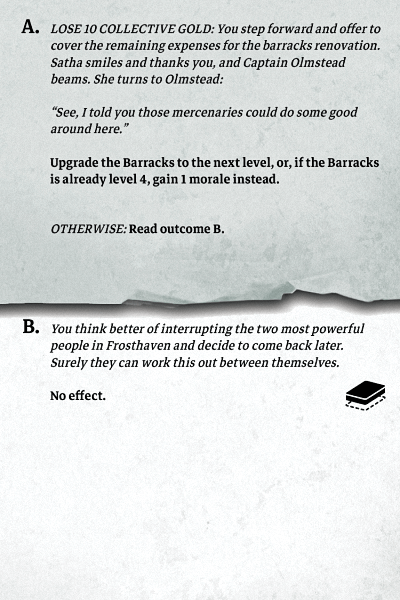 A. LOSE 10 COLLECTIVE GOLD: You step forward and offer to
cover the remaining expenses for the barracks renovation.
Satha smiles and thanks you, and Captain Olmstead
beams. She turns to Olmstead:
“See, I told you those mercenaries could do some good
around here.”
Upgrade the Barracks to the next level, or, if the Barracks
is already level 4, gain 1 morale instead.
OTHERWISE: Read outcome B.
B. You think better of interrupting the two most powerful
people in Frosthaven and decide to come back later.
Surely they can work this out between themselves.
No effect.